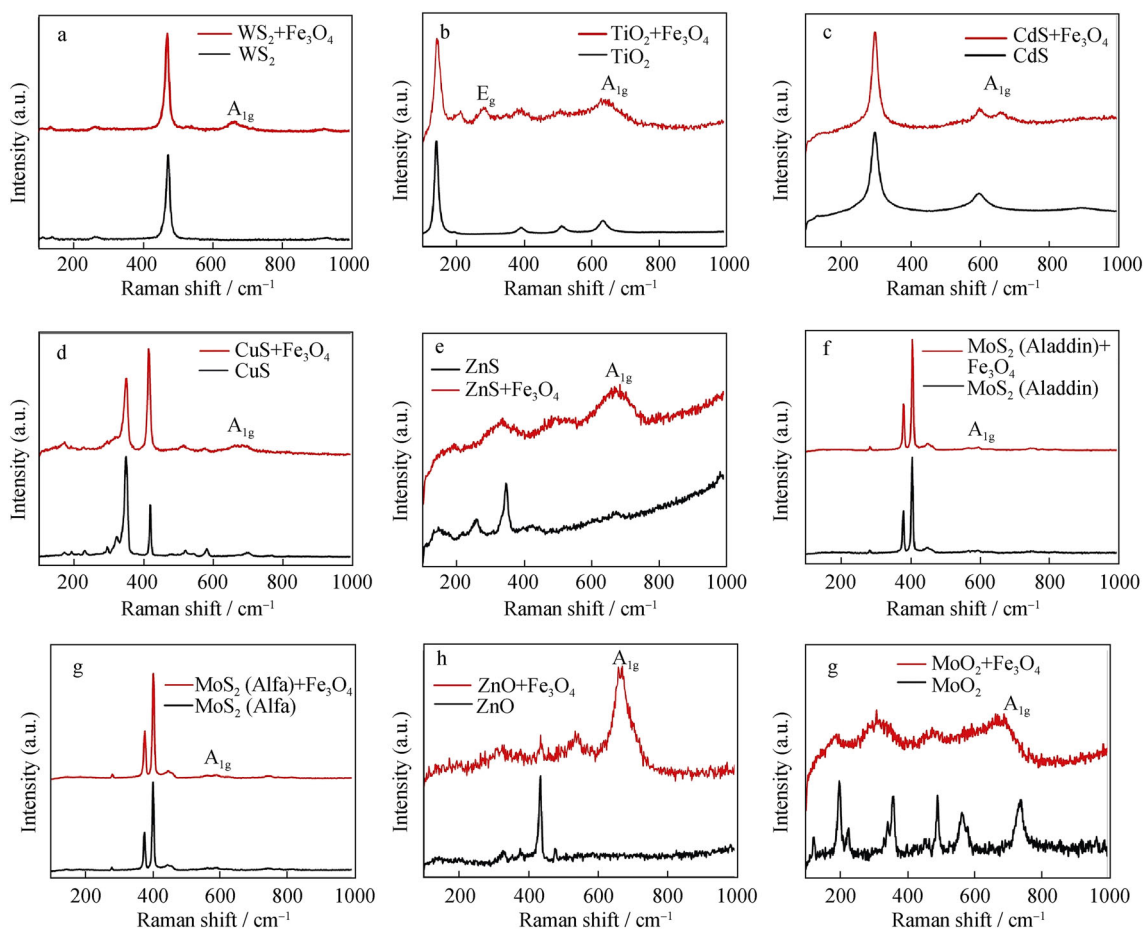 a
WS2+Fe3O4
WS2
A1g
Intensity (a.u.)
200 400 600 800 1000
Raman shift / cm–1
b
TiO2+Fe3O4
TiO2
Eg
A1g
Intensity (a.u.)
200 400 600 800 1000
Raman shift / cm–1
c
CdS+Fe3O4
CdS
A1g
Intensity (a.u.)
200 400 600 800 1000
Raman shift / cm–1
d
CuS+Fe3O4
CuS
A1g
Intensity (a.u.)
200 400 600 800 1000
Raman shift / cm–1
e
ZnS
ZnS+Fe3O4
A1g
Intensity (a.u.)
200 400 600 800 1000
Raman shift / cm–1
f
MoS2 (Aladdin)+
Fe3O4
MoS2 (Aladdin)
A1g
Intensity (a.u.)
200 400 600 800 1000
Raman shift / cm–1
g
MoS2 (Alfa)+Fe3O4
MoS2 (Alfa)
A1g
Intensity (a.u.)
200 400 600 800 1000
Raman shift / cm–1
h
ZnO+Fe3O4
ZnO
A1g
Intensity (a.u.)
200 400 600 800 1000
Raman shift / cm–1
g
MoO2+Fe3O4
MoO2
A1g
Intensity (a.u.)
200 400 600 800 1000
Raman shift / cm–1